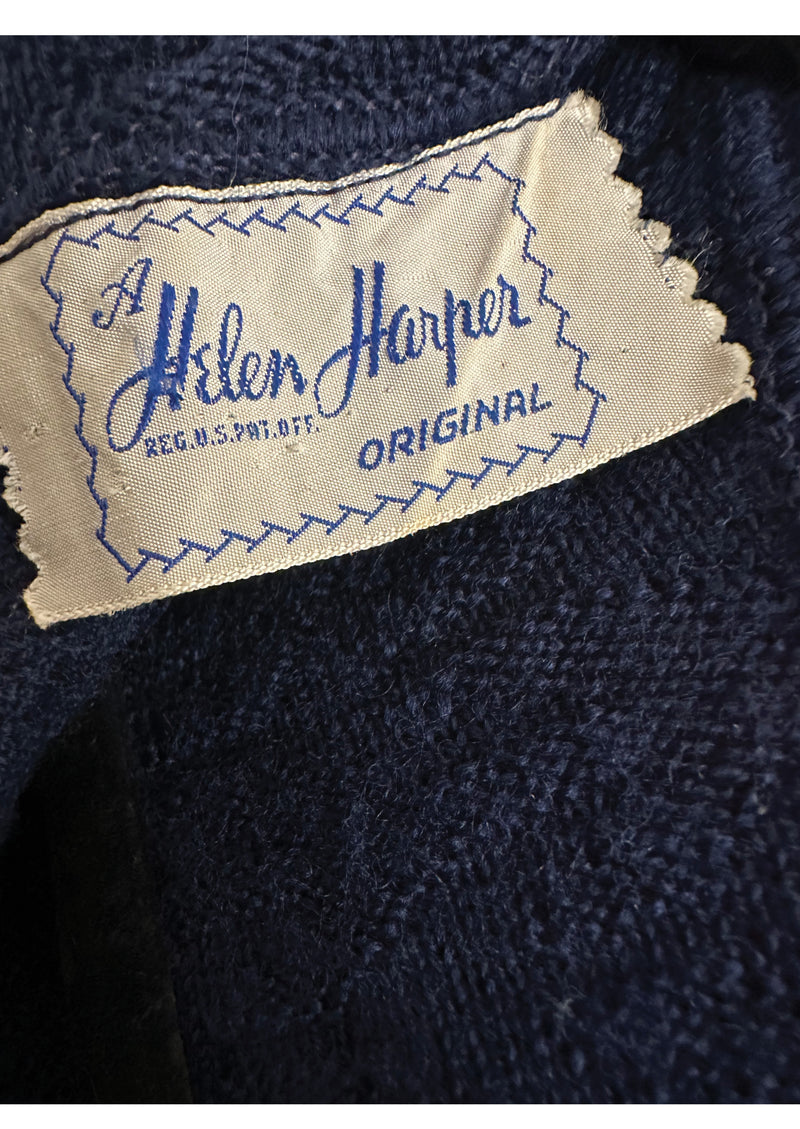 A
Helen Harper
REG.U.S.PAT.OFF.
ORIGINAL